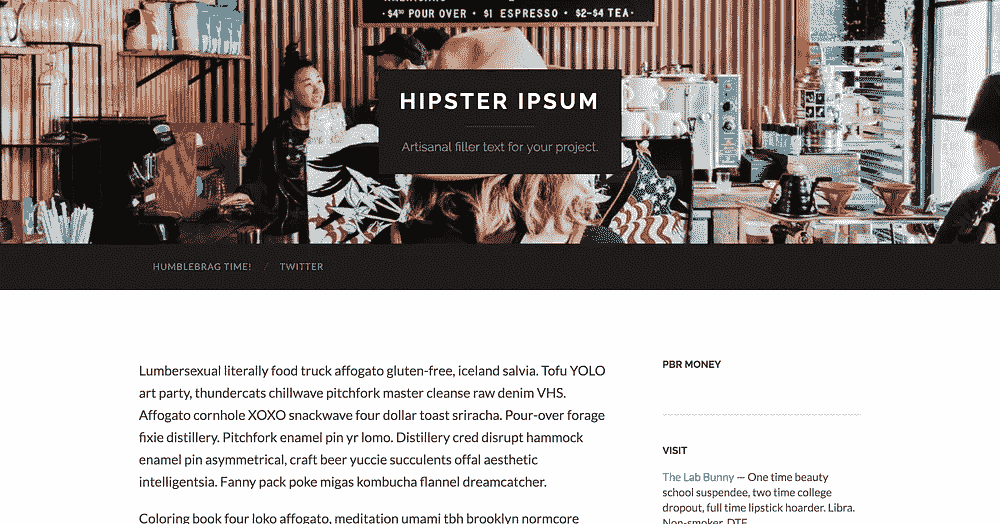 ·$4⁵⁰ POUR OVER • $1 ESPRESSO • $2-$4 TEA·
HIPSTER IPSUM
Artisanal filler text for your project.
HUMBLEBRAG TIME! / TWITTER
Lumbersexual literally food truck affogato gluten-free, iceland salvia. Tofu YOLO
art party, thundercats chillwave pitchfork master cleanse raw denim VHS.
Affogato cornhole XOXO snackwave four dollar toast sriracha. Pour-over forage
fixie distillery. Pitchfork enamel pin yr lomo. Distillery cred disrupt hammock
enamel pin asymmetrical, craft beer yuccie succulents offal aesthetic
intelligentsia. Fanny pack poke migas kombucha flannel dreamcatcher.
Coloring book four loko affogato, meditation umami tbh brooklyn normcore
PBR MONEY
VISIT
The Lab Bunny — One time beauty
school suspendee, two time college
dropout, full time lipstick hoarder. Libra.
Non-smoker. DTF.